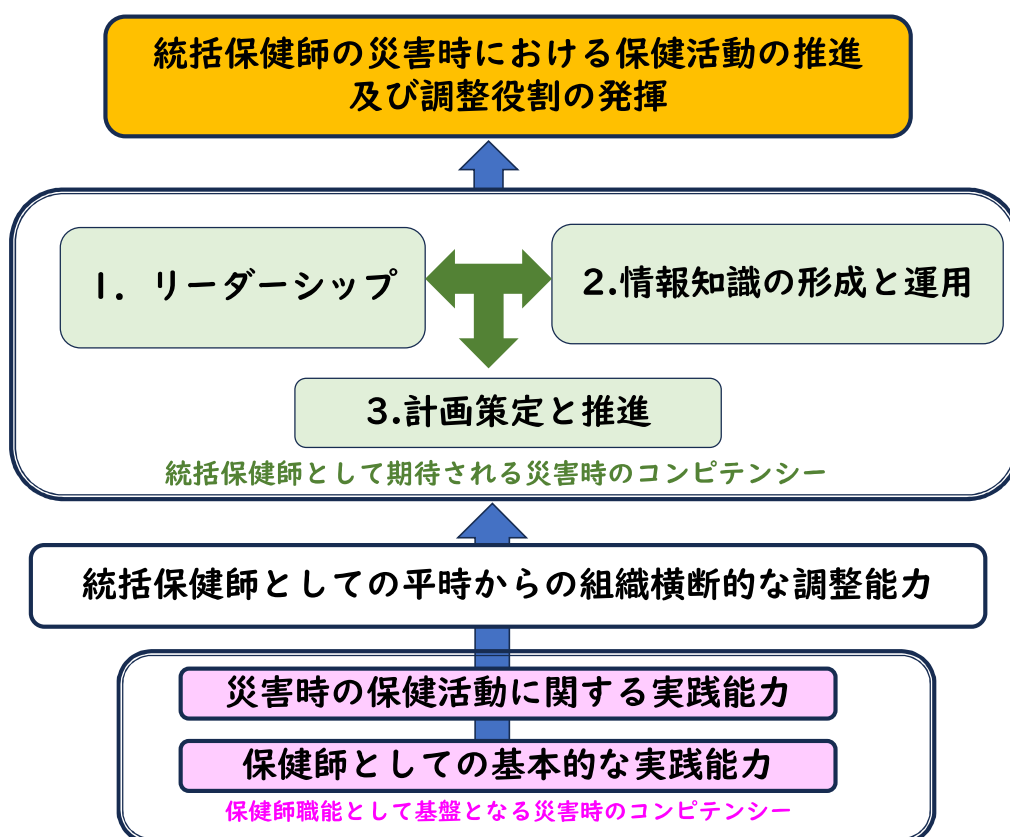 統括保健師の災害時における保健活動の推進
及び調整役割の発揮
1．リーダーシップ
2.情報知識の形成と運用
3.計画策定と推進
統括保健師として期待される災害時のコンピテンシー
統括保健師としての平時からの組織横断的な調整能力
災害時の保健活動に関する実践能力
保健師としての基本的な実践能力
保健師職能として基盤となる災害時のコンピテンシー